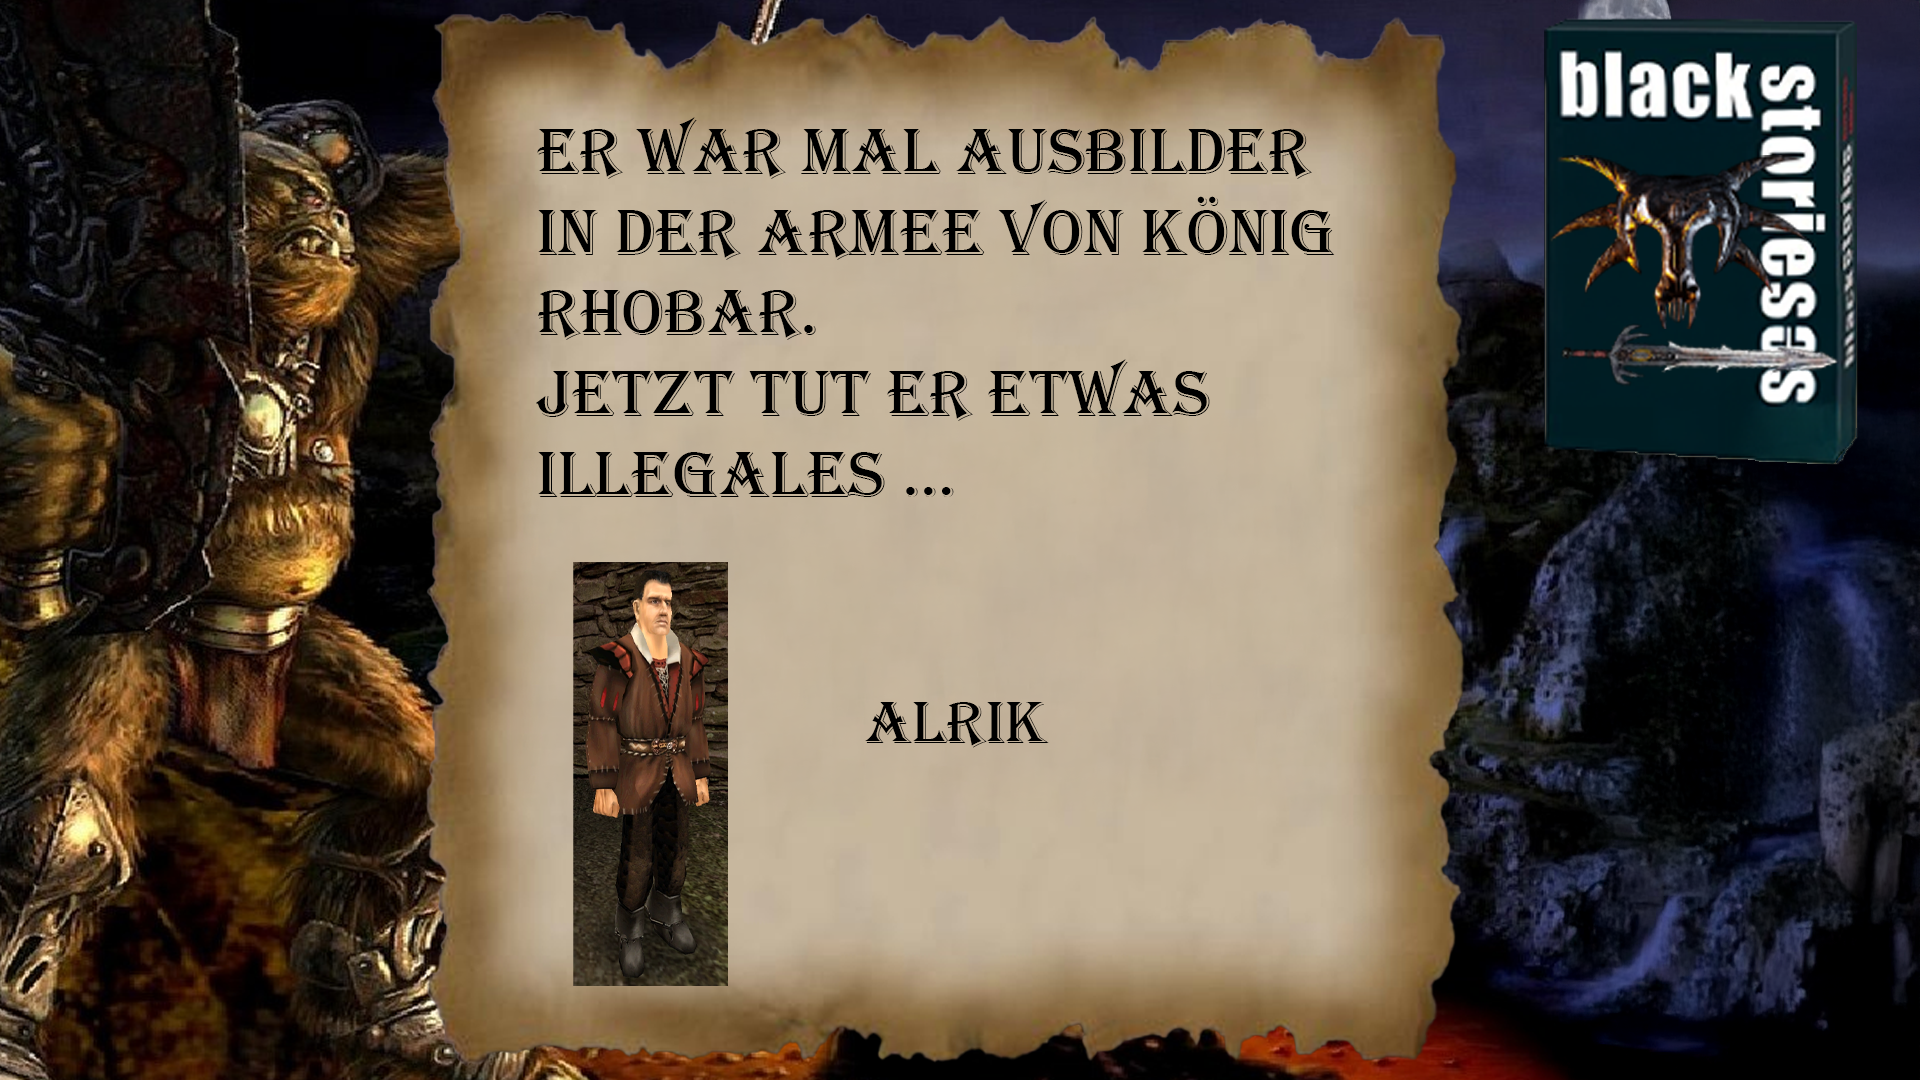 ER WAR MAL AUSBILDER
IN DER ARMEE VON KÖNIG
RHOBAR.
JETZT TUT ER ETWAS
ILLEGALES ...
ALRIK
black
stories